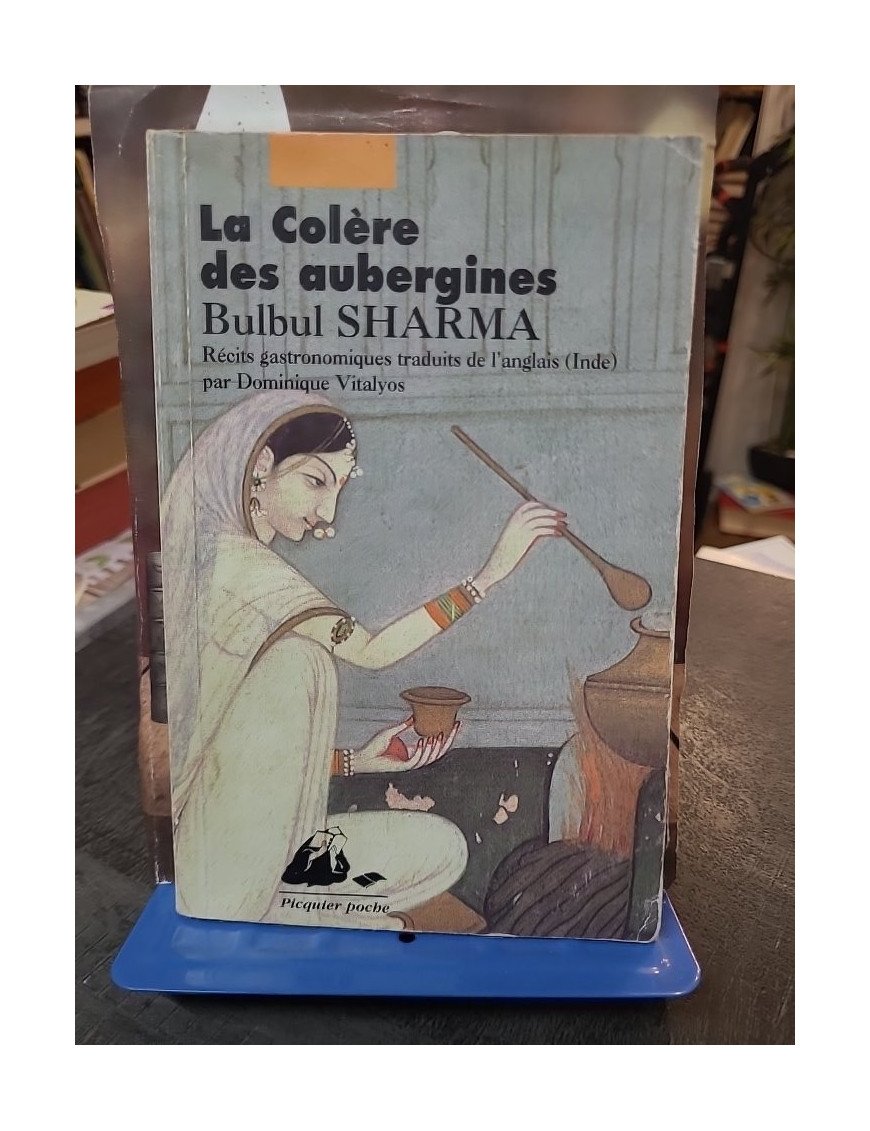 La Colère
des aubergines
Bulbul SHARMA
Récits gastronomiques traduits de l'anglais (Inde)
par Dominique Vitalyos
Picquier poche